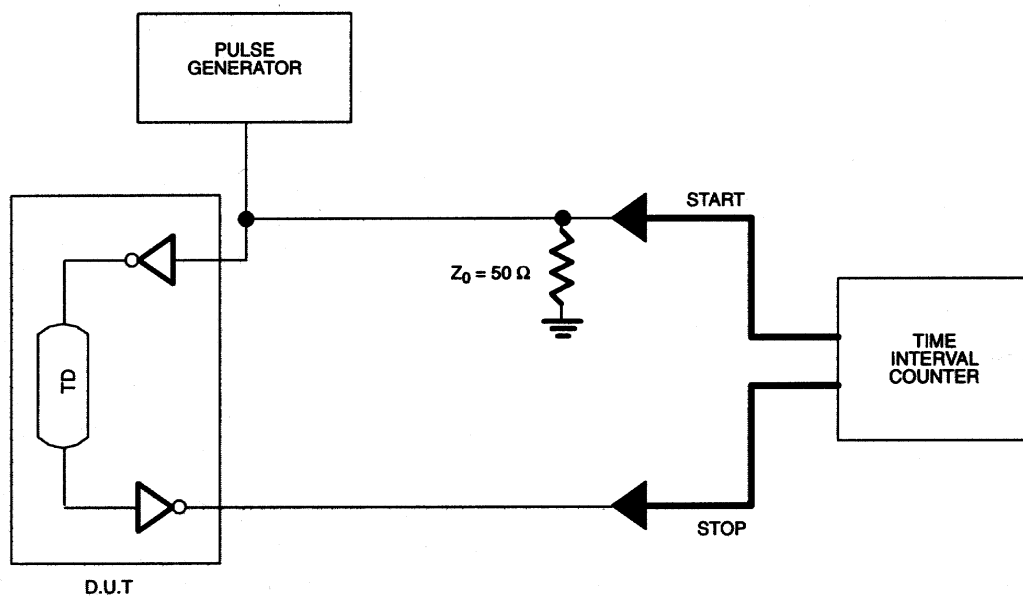 PULSE
GENERATOR
START
Z0 = 50 Ω
TIME
INTERVAL
COUNTER
TD
STOP
D.U.T